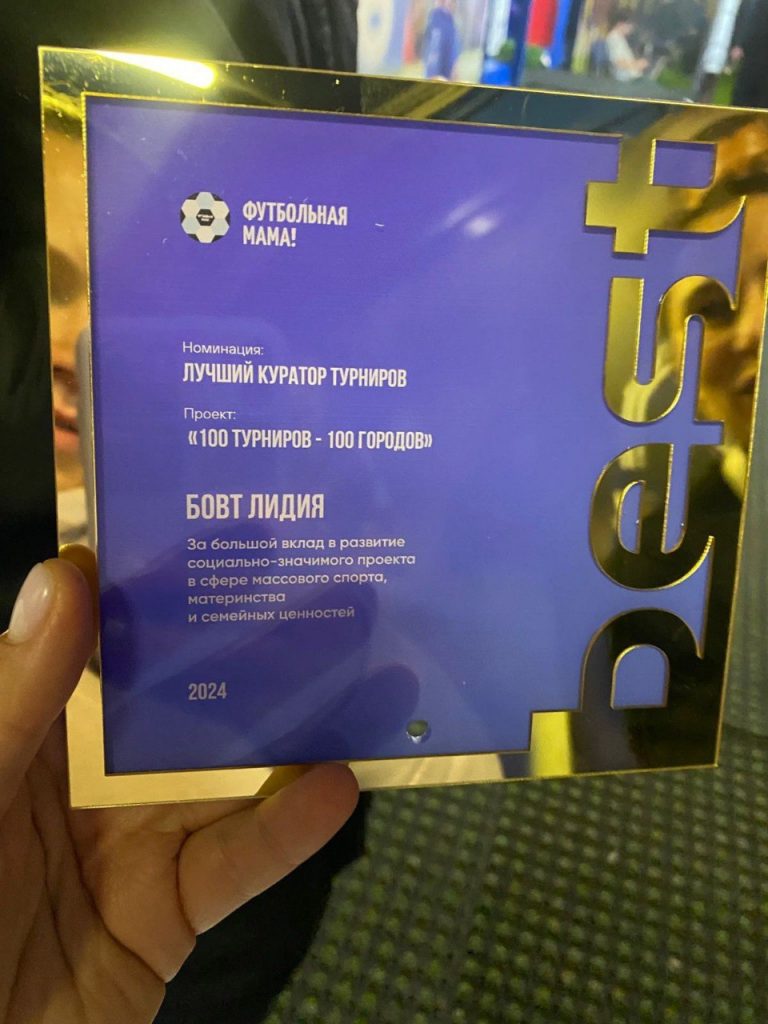 ФУТБОЛЬНАЯ
МАМА!
Номинация:
ЛУЧШИЙ КУРАТОР ТУРНИРОВ
Проект:
«100 ТУРНИРОВ - 100 ГОРОДОВ»
БОВТ ЛИДИЯ
За большой вклад в развитие
социально-значимого проекта
в сфере массового спорта,
материнства
и семейных ценностей
2024
best